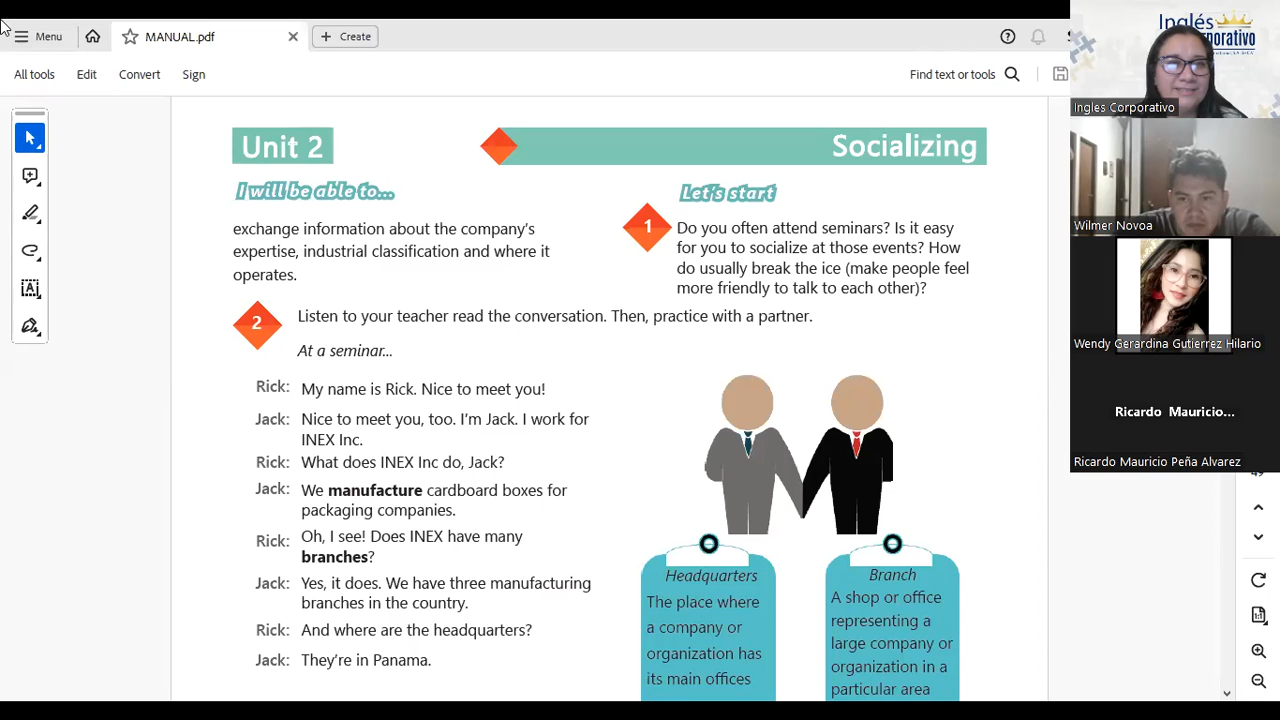 Menu
MANUAL.pdf
Create
All tools
Edit
Convert
Sign
Find text or tools
Unit 2
Socializing
I will be able to...
exchange information about the company's
expertise, industrial classification and where it
operates.
Let's start
1
Do you often attend seminars? Is it easy
for you to socialize at those events? How
do usually break the ice (make people feel
more friendly to talk to each other)?
2
Listen to your teacher read the conversation. Then, practice with a partner.
At a seminar...
Rick: My name is Rick. Nice to meet you!
Jack: Nice to meet you, too. I'm Jack. I work for
INEX Inc.
Rick: What does INEX Inc do, Jack?
Jack: We manufacture cardboard boxes for
packaging companies.
Rick: Oh, I see! Does INEX have many
branches?
Jack: Yes, it does. We have three manufacturing
branches in the country.
Rick: And where are the headquarters?
Jack: They're in Panama.
Headquarters
The place where
a company or
organization has
its main offices
Branch
A shop or office
representing a
large company or
organization in a
particular area
Inglés
Ingles Corporativo
Wilmer Novoa
Wendy Gerardina Gutierrez Hilario
Ricardo Mauricio...
Ricardo Mauricio Peña Alvarez